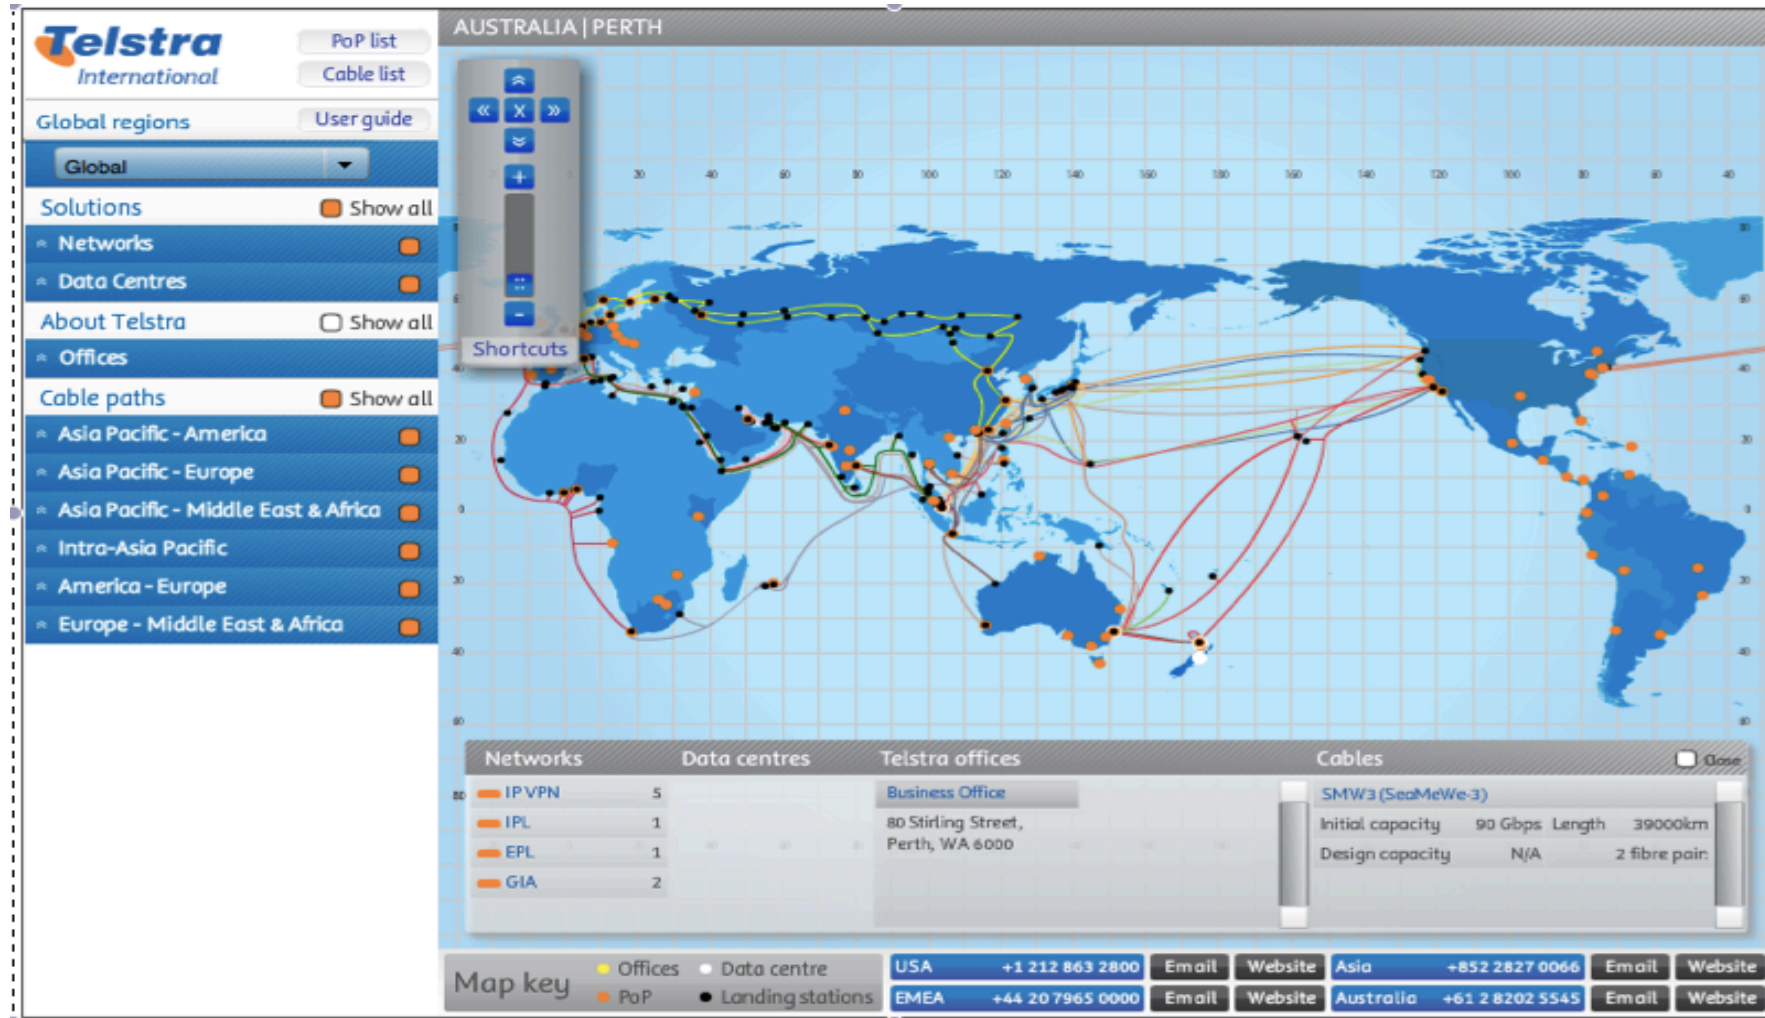 Telstra
International
PoP list
Cable list
Global regions
User guide
Global
Solutions
Show all
Networks
Data Centres
About Telstra
Show all
Offices
Cable paths
Show all
Asia Pacific - America
Asia Pacific - Europe
Asia Pacific - Middle East & Africa
Intra-Asia Pacific
America - Europe
Europe - Middle East & Africa
AUSTRALIA | PERTH
X
+
-
Shortcuts
Networks
IP VPN 5
IPL 1
EPL 1
GIA 2
Data centres
Telstra offices
Business Office
80 Stirling Street,
Perth, WA 6000
Cables
Close
SMW3 (SeaMeWe-3)
Initial capacity 90 Gbps Length 39000km
Design capacity N/A 2 fibre pair
Map key
Offices
Data centre
PoP
Landing stations
USA +1 212 863 2800 Email Website
Asia +852 2827 0066 Email Website
EMEA +44 20 7965 0000 Email Website
Australia +61 2 8202 5545 Email Website